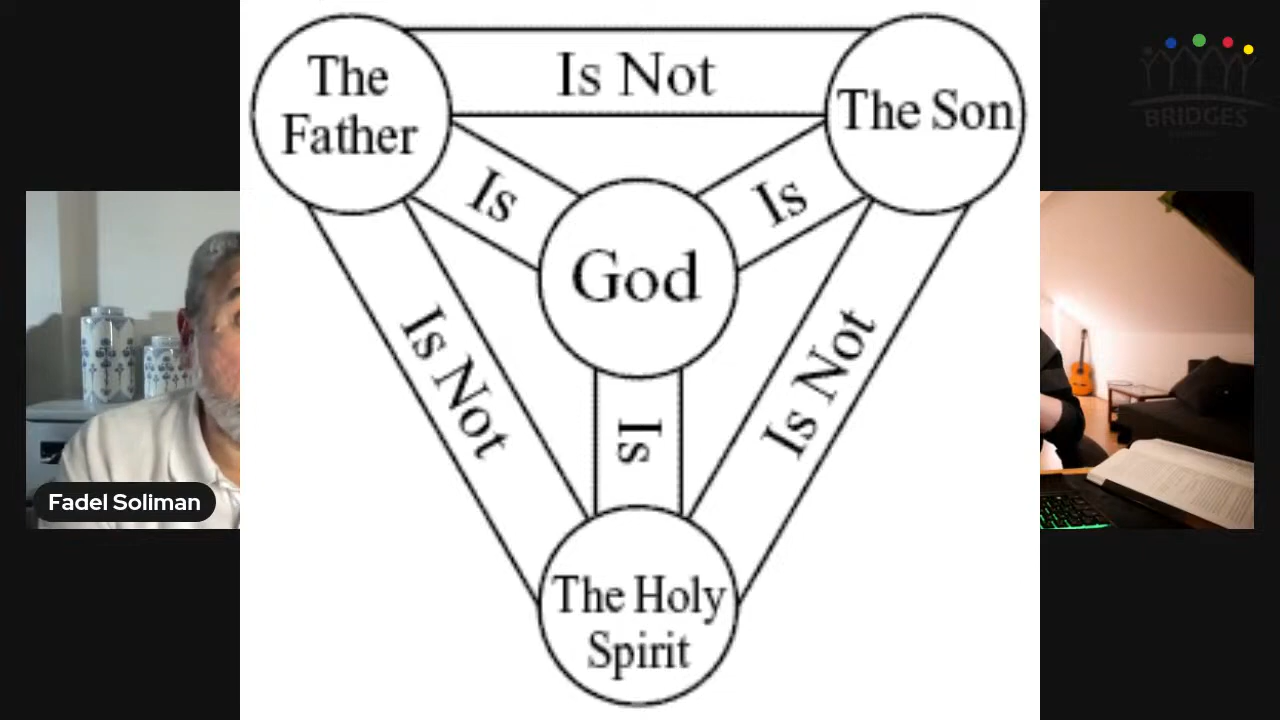 The
Father
Is Not
The Son
Is
Is
God
Is Not
Is
Is Not
The Holy
Spirit
Fadel Soliman
BRIDGES